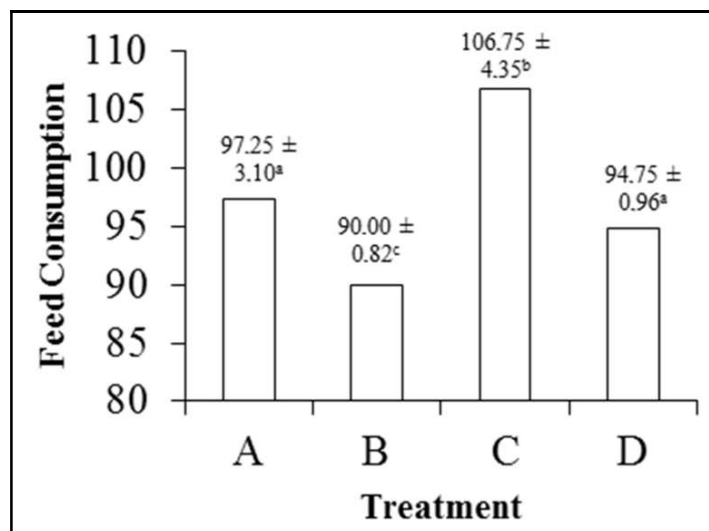 Feed Consumption
110
105
100
95
90
85
80
97.25 ±
3.10ᵃ
90.00 ±
0.82ᶜ
106.75 ±
4.35ᵇ
94.75 ±
0.96ᵃ
A B C D
Treatment